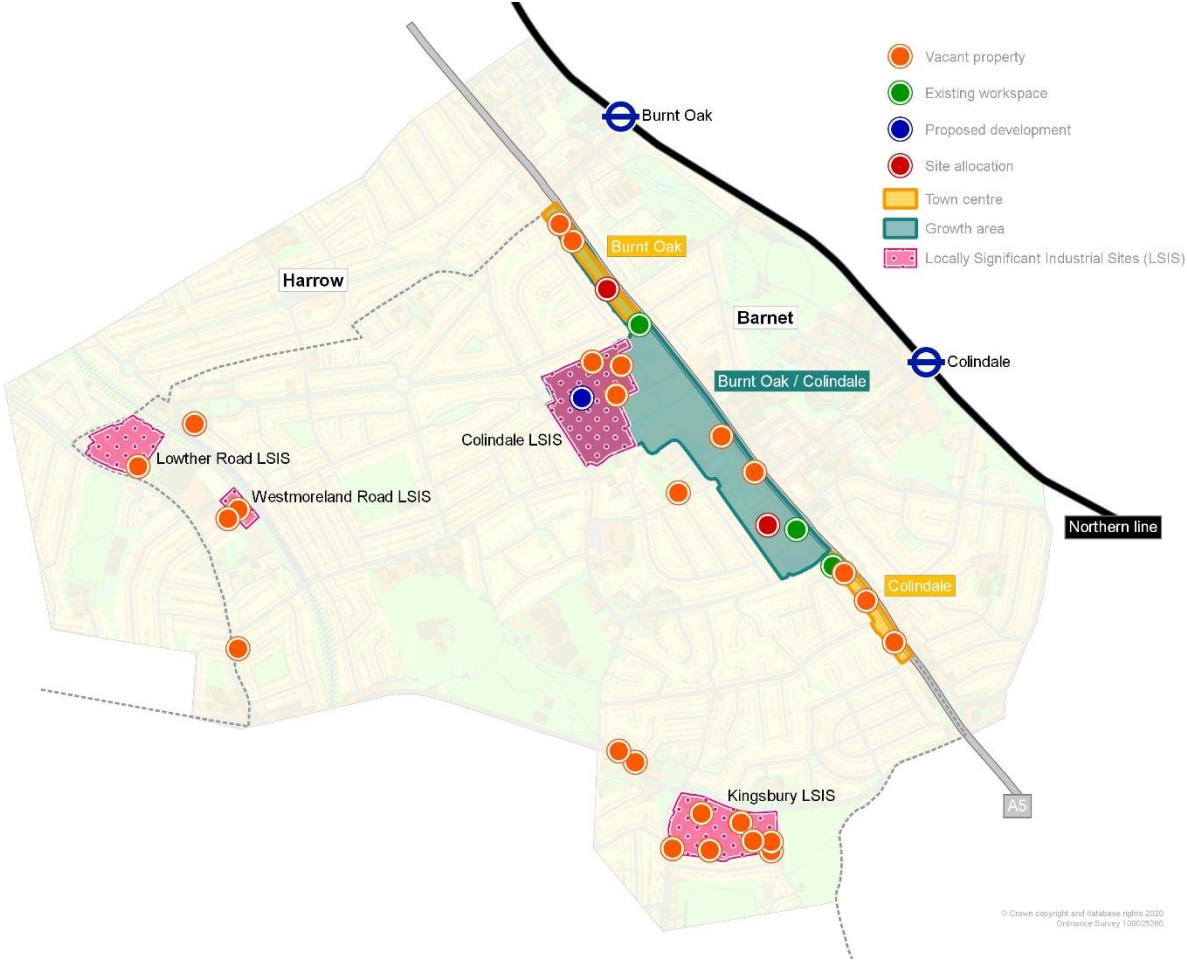 Vacant property
Existing workspace
Proposed development
Site allocation
Town centre
Growth area
Locally Significant Industrial Sites (LSIS)
Burnt Oak
Burnt Oak
Harrow
Barnet
Colindale
Burnt Oak / Colindale
Colindale LSIS
Lowther Road LSIS
Westmoreland Road LSIS
Northern line
Colindale
Kingsbury LSIS
A5
© Crown copyright and database rights 2020
Ordnance Survey 100025260